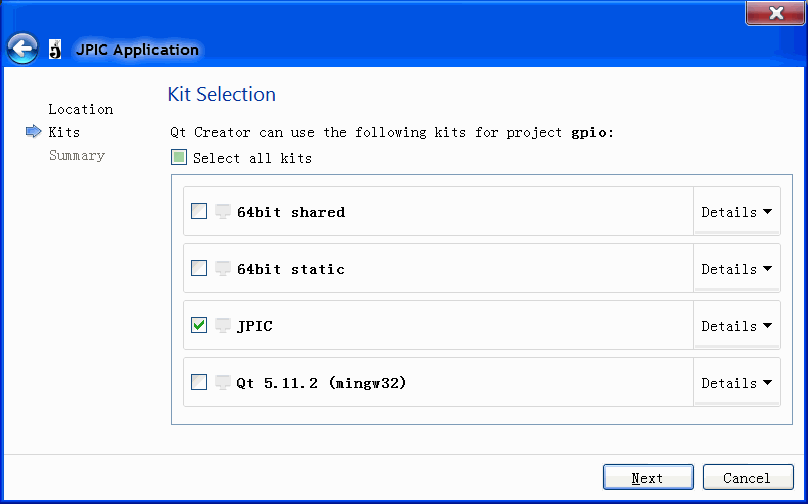 JPIC Application
Location
Kits
Summary
Kit Selection
Qt Creator can use the following kits for project gpio:
Select all kits
64bit shared Details
64bit static Details
JPIC Details
Qt 5.11.2 (mingw32) Details
Next Cancel